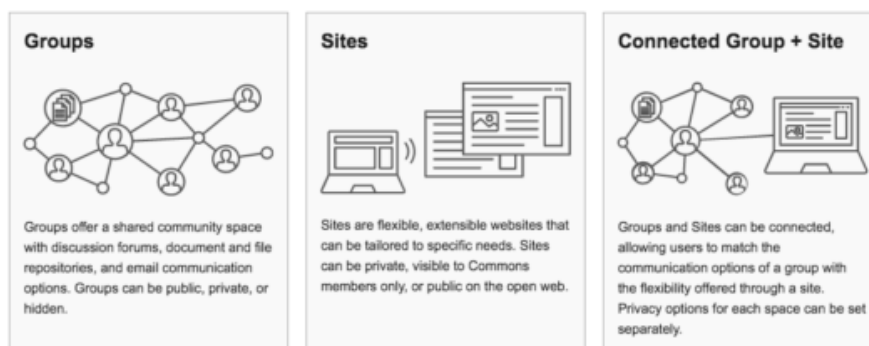 Groups
Groups offer a shared community space
with discussion forums, document and file
repositories, and email communication
options. Groups can be public, private, or
hidden.
Sites
Sites are flexible, extensible websites that
can be tailored to specific needs. Sites
can be private, visible to Commons
members only, or public on the open web.
Connected Group + Site
Groups and Sites can be connected,
allowing users to match the
communication options of a group with
the flexibility offered through a site.
Privacy options for each space can be set
separately.